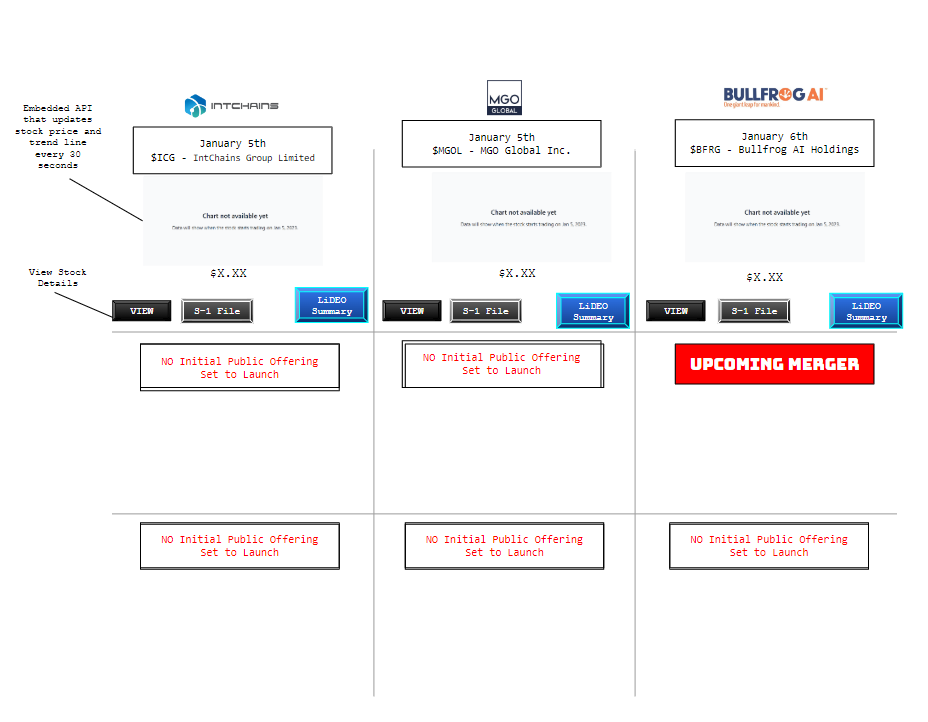 Embedded API
that updates
stock price and
trend line
every 30
seconds
INTCHAINS
January 5th
$ICG - IntChains Group Limited
Chart not available yet
Data will show when the stock starts trading on Jan 5, 2023.
$X.XX
MGO
GLOBAL
January 5th
$MGOL - MGO Global Inc.
Chart not available yet
Data will show when the stock starts trading on Jan 5, 2023.
$X.XX
BULLFROG AI
One giant leap for mankind.
January 6th
$BFRG - Bullfrog AI Holdings
Chart not available yet
Data will show when the stock starts trading on Jan 5, 2023.
$X.XX
View Stock
Details
VIEW
S-1 File
LiDEO
Summary
VIEW
S-1 File
LiDEO
Summary
VIEW
S-1 File
LiDEO
Summary
NO Initial Public Offering
Set to Launch
NO Initial Public Offering
Set to Launch
UPCOMING MERGER
NO Initial Public Offering
Set to Launch
NO Initial Public Offering
Set to Launch
NO Initial Public Offering
Set to Launch